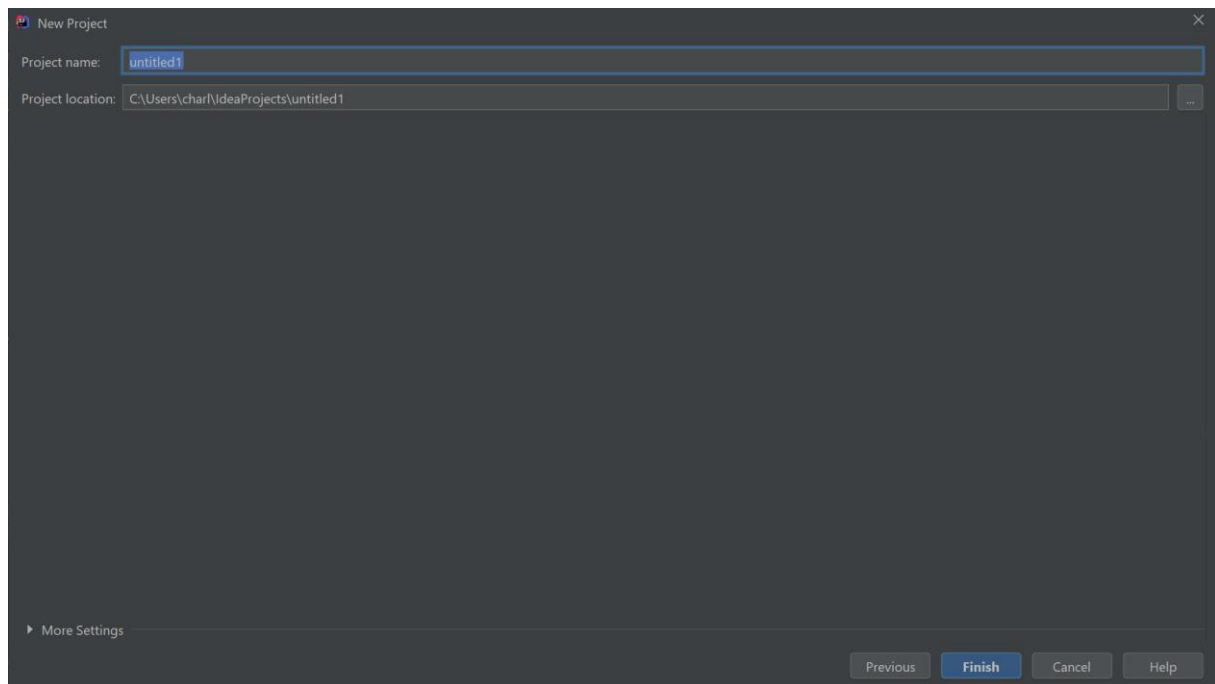 New Project
Project name: untitled1
Project location: C:\Users\charl\IdeaProjects\untitled1 ...
More Settings
Previous Finish Cancel Help